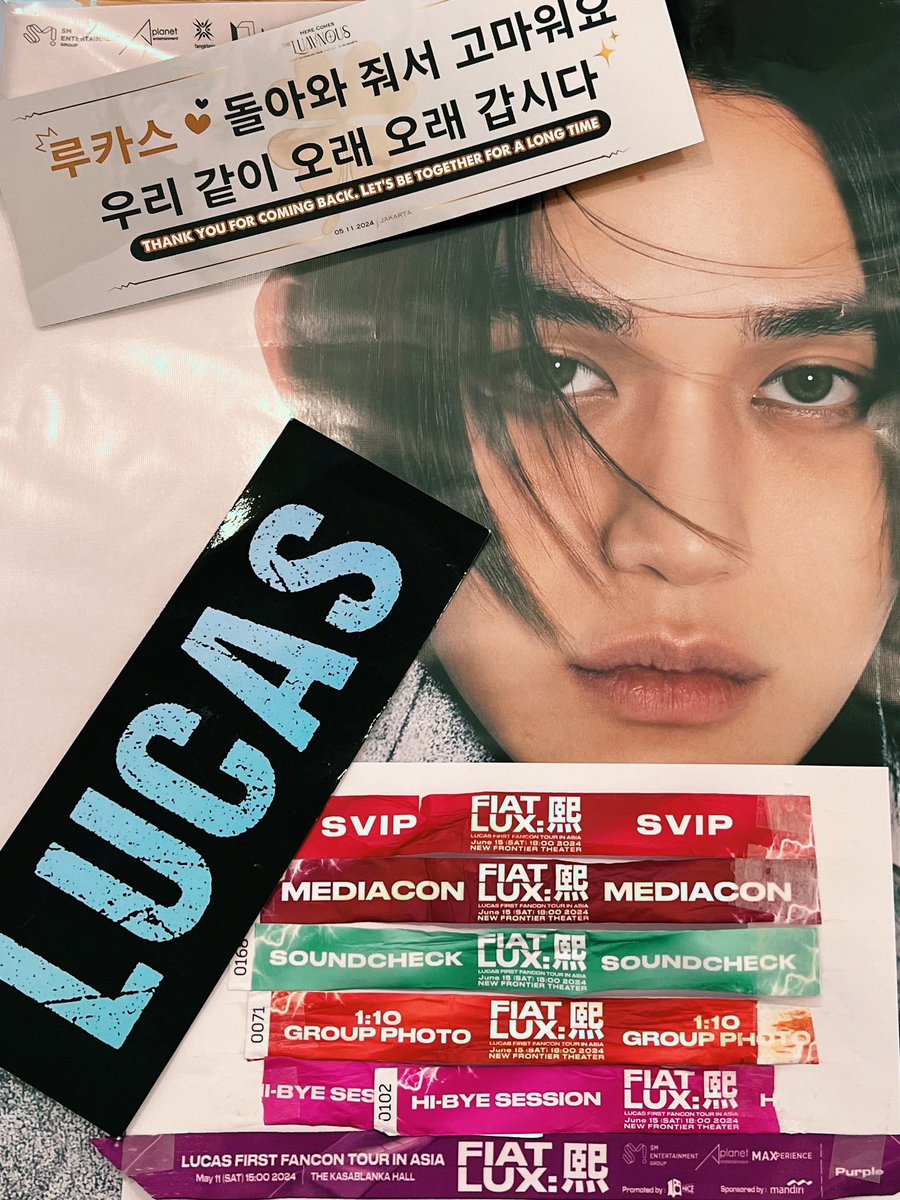 SM ENTERTAINMENT GROUP
Aplanet entertainment
HERE COMES
THE LUMINOUS
루카스 돌아와 줘서 고마워요
우리 같이 오래 오래 갑시다
THANK YOU FOR COMING BACK. LET'S BE TOGETHER FOR A LONG TIME
05.11.2024 / JAKARTA
LUCAS
SVIP FIAT LUX:熙 SVIP
LUCAS FIRST FANCON TOUR IN ASIA
June 15 (SAT) 18:00 2024
NEW FRONTIER THEATER
MEDIACON FIAT LUX:熙 MEDIACON
LUCAS FIRST FANCON TOUR IN ASIA
June 15 (SAT) 18:00 2024
NEW FRONTIER THEATER
0168
SOUNDCHECK FIAT LUX:熙 SOUNDCHECK
LUCAS FIRST FANCON TOUR IN ASIA
June 15 (SAT) 18:00 2024
NEW FRONTIER THEATER
0071
1:10 GROUP PHOTO FIAT LUX:熙 1:10 GROUP PHOTO
LUCAS FIRST FANCON TOUR IN ASIA
June 15 (SAT) 18:00 2024
NEW FRONTIER THEATER
HI-BYE SES 0102 HI-BYE SESSION FIAT LUX:熙 H
LUCAS FIRST FANCON TOUR IN ASIA
June 15 (SAT) 18:00 2024
NEW FRONTIER THEATER
LUCAS FIRST FANCON TOUR IN ASIA
May 11 (SAT) 15:00 2024 | THE KASABLANKA HALL
FIAT LUX:熙
SM ENTERTAINMENT GROUP Aplanet entertainment MAXPERIENCE
Promoted by: Sponsored by: mandiri
Purple